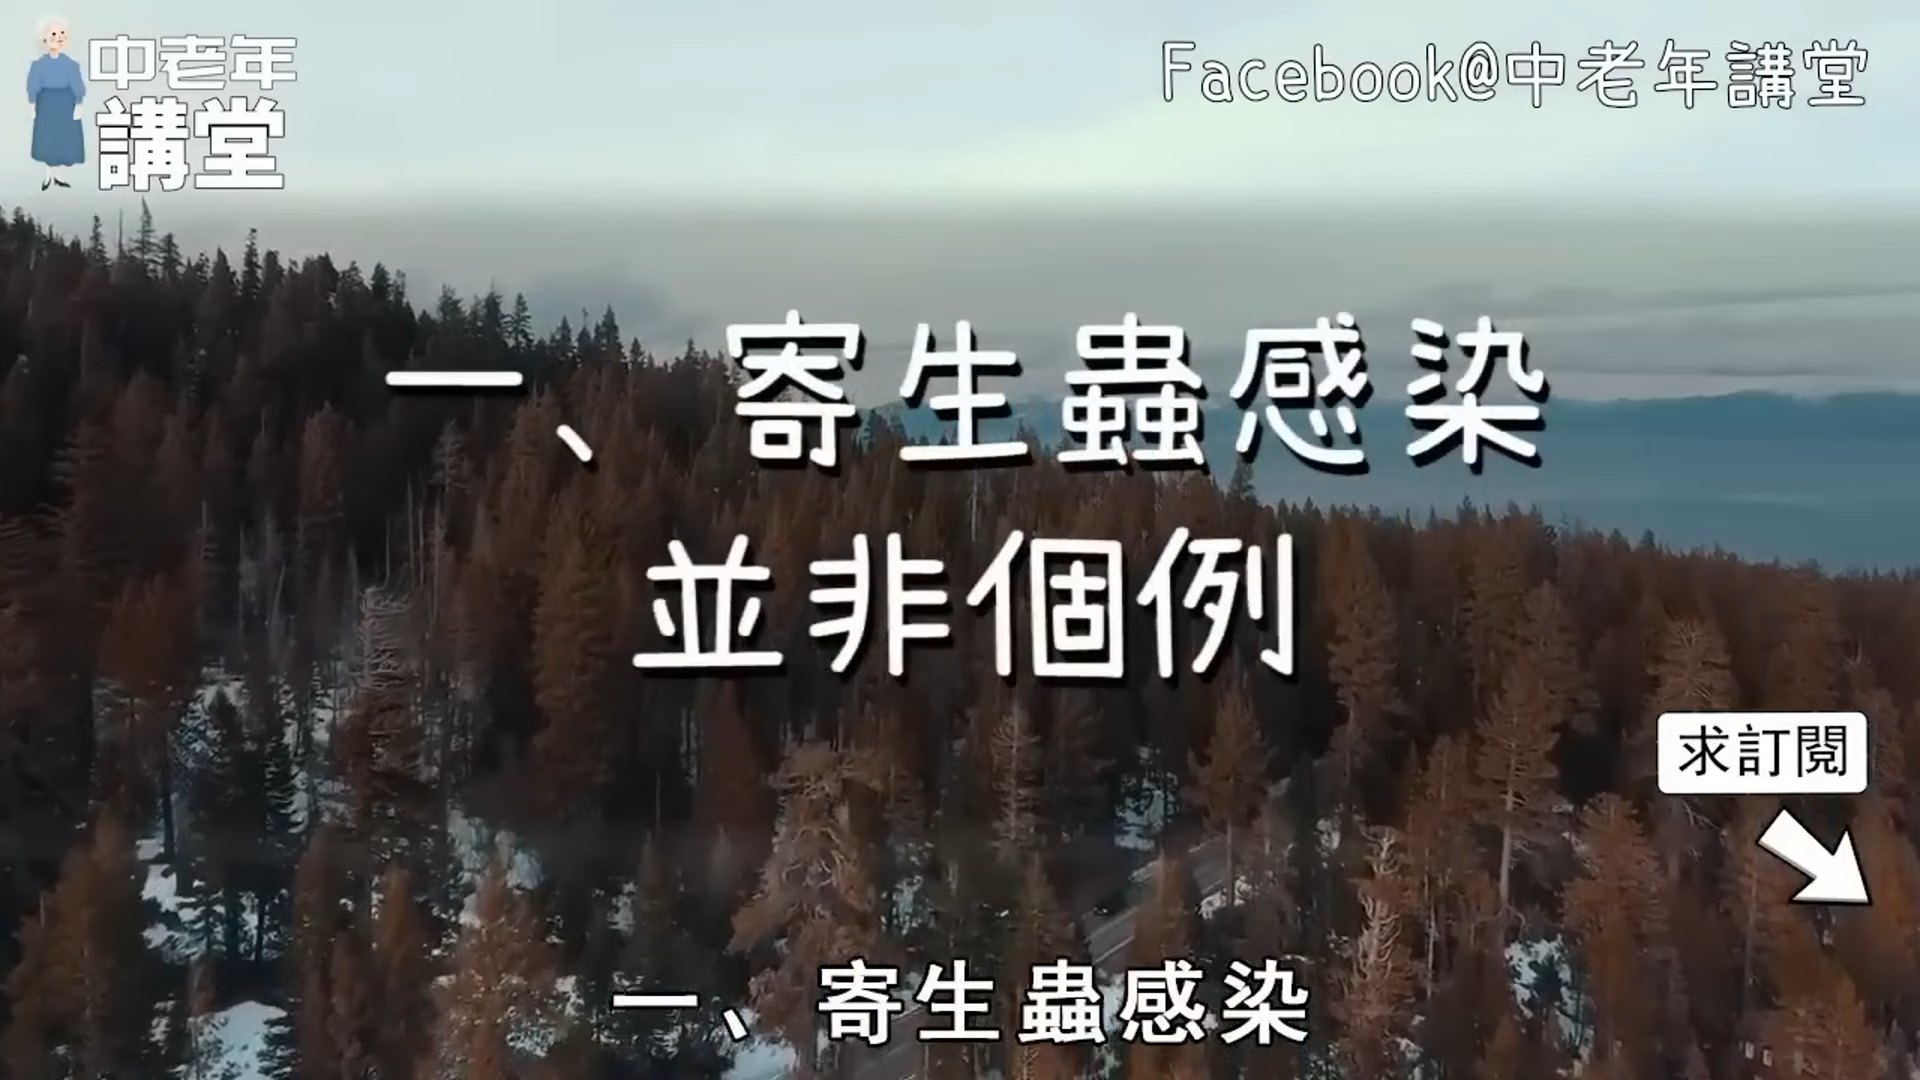 中老年
講堂
Facebook@中老年講堂
一、寄生蟲感染
並非個例
求訂閱
一、寄生蟲感染